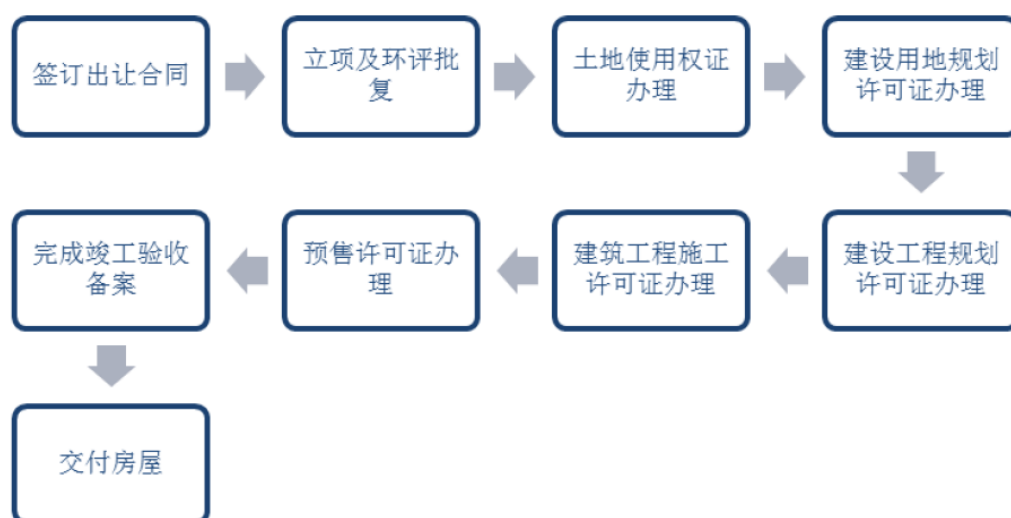 签订出让合同
立项及环评批
复
土地使用权证
办理
建设用地规划
许可证办理
建设工程规划
许可证办理
建筑工程施工
许可证办理
预售许可证办
理
完成竣工验收
备案
交付房屋